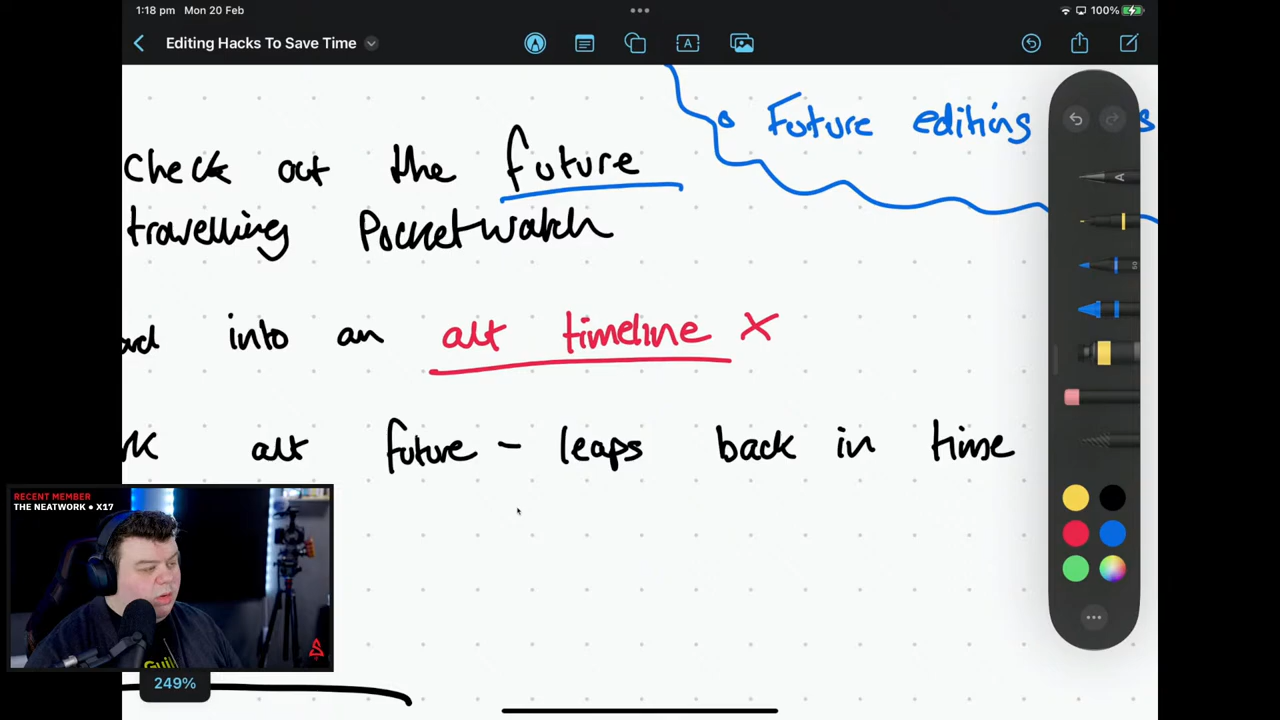 1:18 pm Mon 20 Feb
100%
Editing Hacks To Save Time
A
Future editing
Check out the future
travelling Pocketwatch
into an alt timeline X
alt future - leaps back in time
50
RECENT MEMBER
THE NEATWORK • X17
249%